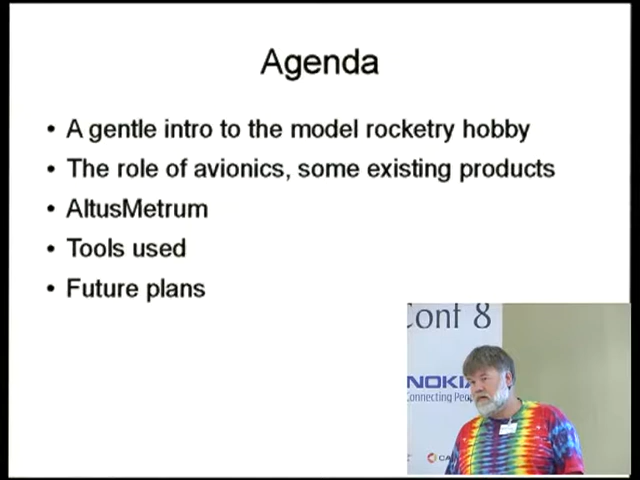 Agenda
• A gentle intro to the model rocketry hobby
• The role of avionics, some existing products
• AltusMetrum
• Tools used
• Future plans
Conf 8
NOKIA
Connecting People